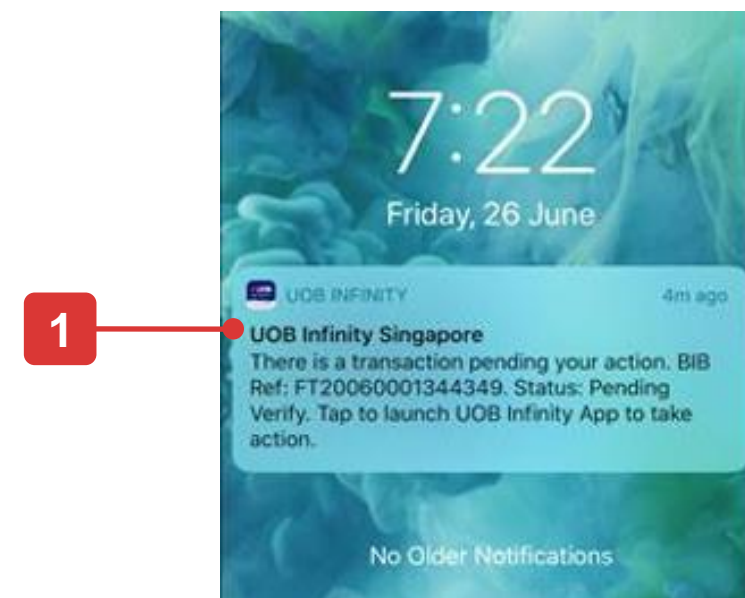 7:22
Friday, 26 June
UOB INFINITY 4m ago
1
UOB Infinity Singapore
There is a transaction pending your action. BIB
Ref: FT20060001344349. Status: Pending
Verify. Tap to launch UOB Infinity App to take
action.
No Older Notifications